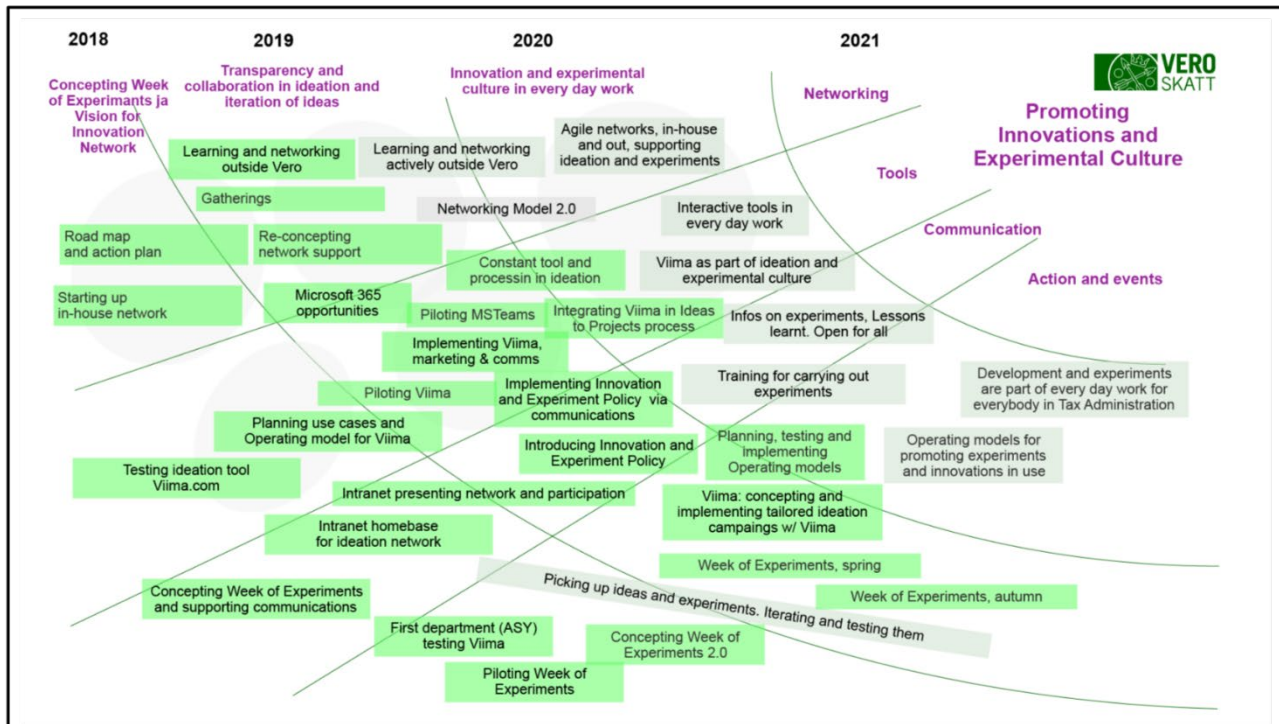 2018
2019
2020
2021
Concepting Week
of Experimants ja
Vision for
Innovation
Network
Transparency and
collaboration in ideation and
iteration of ideas
Innovation and experimental
culture in every day work
Networking
Tools
Communication
Action and events
VERO
SKATT
Promoting
Innovations and
Experimental Culture
Learning and networking
outside Vero
Learning and networking
actively outside Vero
Agile networks, in-house
and out, supporting
ideation and experiments
Gatherings
Networking Model 2.0
Interactive tools in
every day work
Road map
and action plan
Re-concepting
network support
Constant tool and
processin in ideation
Viima as part of ideation and
experimental culture
Starting up
in-house network
Microsoft 365
opportunities
Piloting MSTeams
Integrating Viima in Ideas
to Projects process
Infos on experiments, Lessons
learnt. Open for all
Implementing Viima,
marketing & comms
Piloting Viima
Implementing Innovation
and Experiment Policy via
communications
Training for carrying out
experiments
Development and experiments
are part of every day work for
everybody in Tax Administration
Planning use cases and
Operating model for Viima
Introducing Innovation and
Experiment Policy
Planning, testing and
implementing
Operating models
Operating models for
promoting experiments
and innovations in use
Testing ideation tool
Viima.com
Intranet presenting network and participation
Viima: concepting and
implementing tailored ideation
campaings w/ Viima
Intranet homebase
for ideation network
Week of Experiments, spring
Picking up ideas and experiments. Iterating and testing them
Week of Experiments, autumn
Concepting Week of Experiments
and supporting communications
First department (ASY)
testing Viima
Concepting Week of
Experiments 2.0
Piloting Week of
Experiments